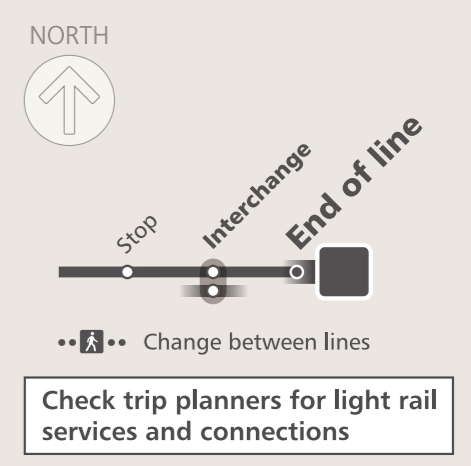 NORTH
Stop
Interchange
End of line
Change between lines
Check trip planners for light rail
services and connections